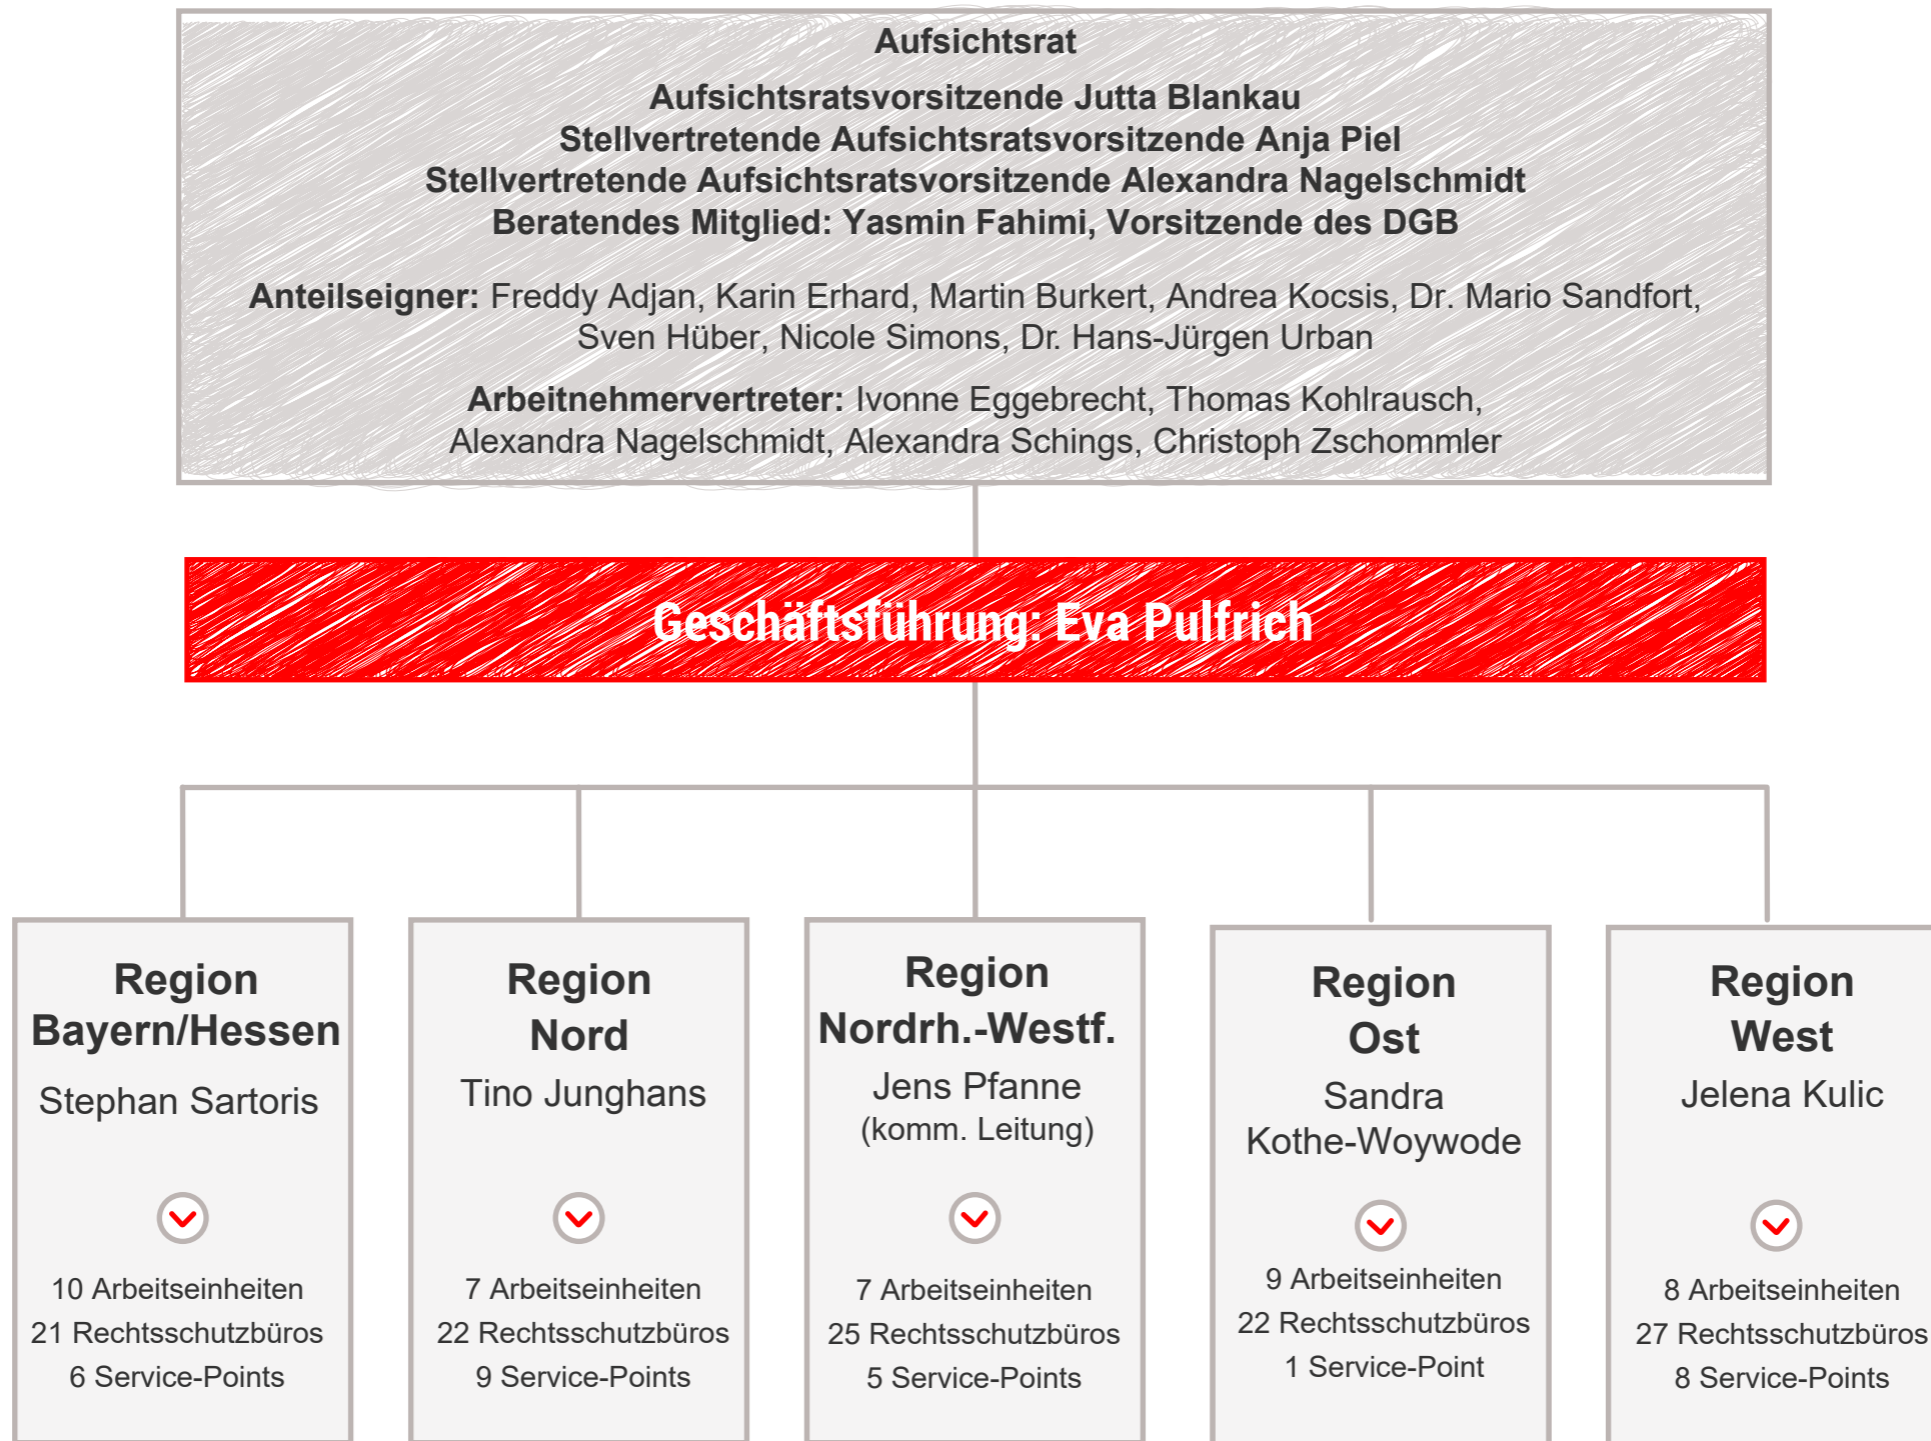 Aufsichtsrat
Aufsichtsratsvorsitzende Jutta Blankau
Stellvertretende Aufsichtsratsvorsitzende Anja Piel
Stellvertretende Aufsichtsratsvorsitzende Alexandra Nagelschmidt
Beratendes Mitglied: Yasmin Fahimi, Vorsitzende des DGB
Anteilseigner: Freddy Adjan, Karin Erhard, Martin Burkert, Andrea Kocsis, Dr. Mario Sandfort,
Sven Hüber, Nicole Simons, Dr. Hans-Jürgen Urban
Arbeitnehmervertreter: Ivonne Eggebrecht, Thomas Kohlrausch,
Alexandra Nagelschmidt, Alexandra Schings, Christoph Zschommler
Geschäftsführung: Eva Pulfrich
Region
Bayern/Hessen
Stephan Sartoris
10 Arbeitseinheiten
21 Rechtsschutzbüros
6 Service-Points
Region
Nord
Tino Junghans
7 Arbeitseinheiten
22 Rechtsschutzbüros
9 Service-Points
Region
Nordrh.-Westf.
Jens Pfanne
(komm. Leitung)
7 Arbeitseinheiten
25 Rechtsschutzbüros
5 Service-Points
Region
Ost
Sandra
Kothe-Woywode
9 Arbeitseinheiten
22 Rechtsschutzbüros
1 Service-Point
Region
West
Jelena Kulic
8 Arbeitseinheiten
27 Rechtsschutzbüros
8 Service-Points